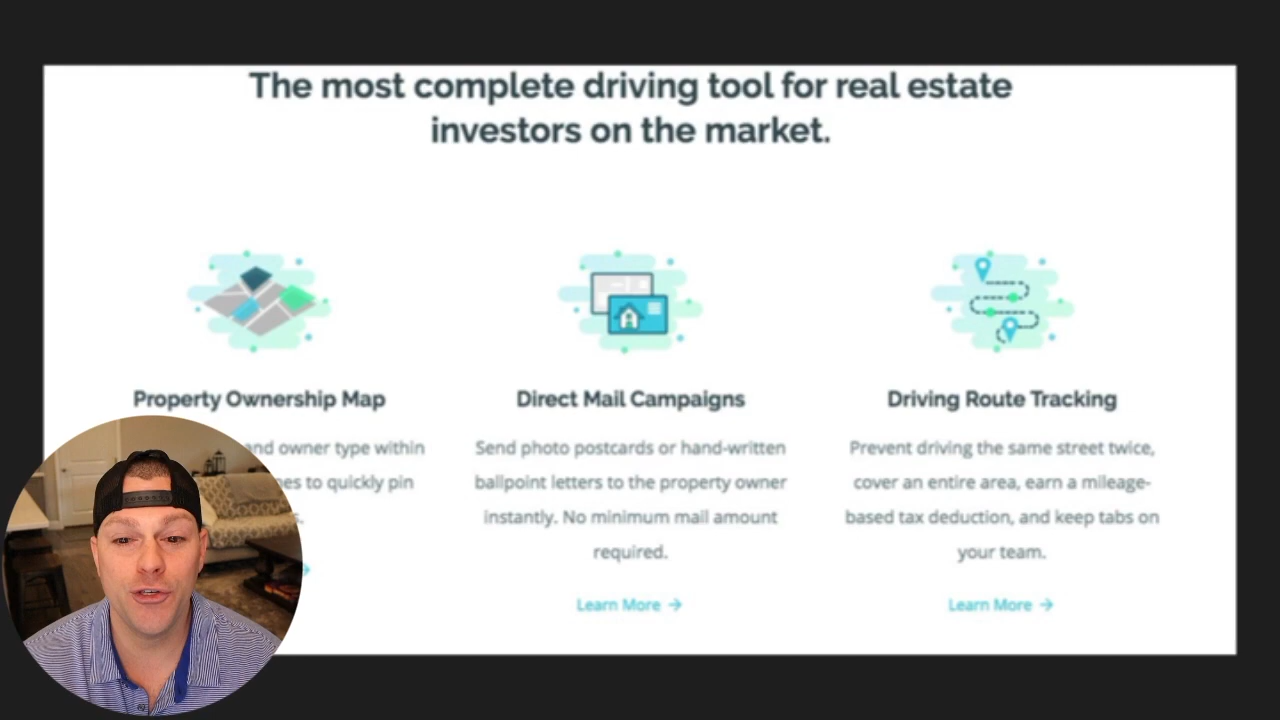 The most complete driving tool for real estate
investors on the market.
Property Ownership Map
and owner type within
to quickly pin
Direct Mail Campaigns
Send photo postcards or hand-written
ballpoint letters to the property owner
instantly. No minimum mail amount
required.
Learn More →
Driving Route Tracking
Prevent driving the same street twice,
cover an entire area, earn a mileage-
based tax deduction, and keep tabs on
your team.
Learn More →